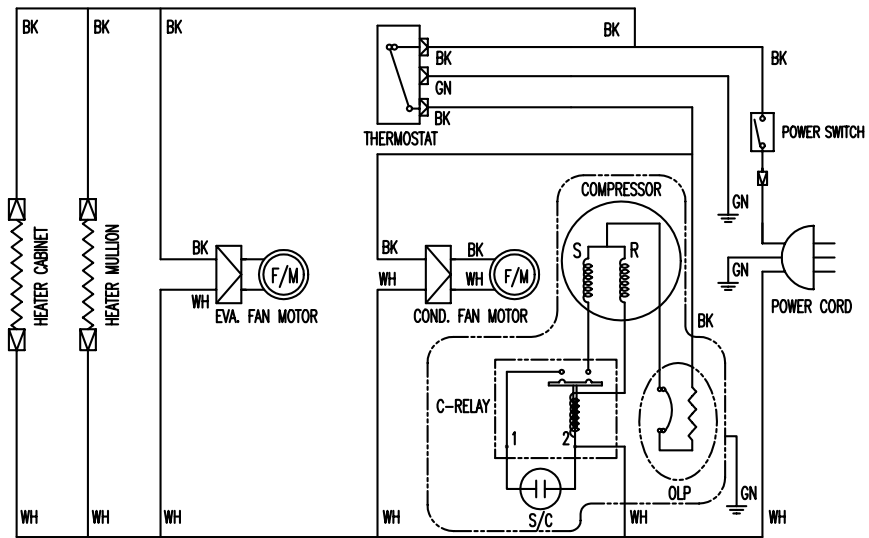 BK
BK
BK
BK
BK
BK
GN
BK
THERMOSTAT
POWER SWITCH
COMPRESSOR
GN
HEATER CABINET
HEATER MULLION
BK
WH
F/M
EVA. FAN MOTOR
BK
WH
BK
WH
F/M
COND. FAN MOTOR
S
R
GN
POWER CORD
BK
C-RELAY
1
2
S/C
OLP
GN
WH
WH
WH
WH
WH
WH